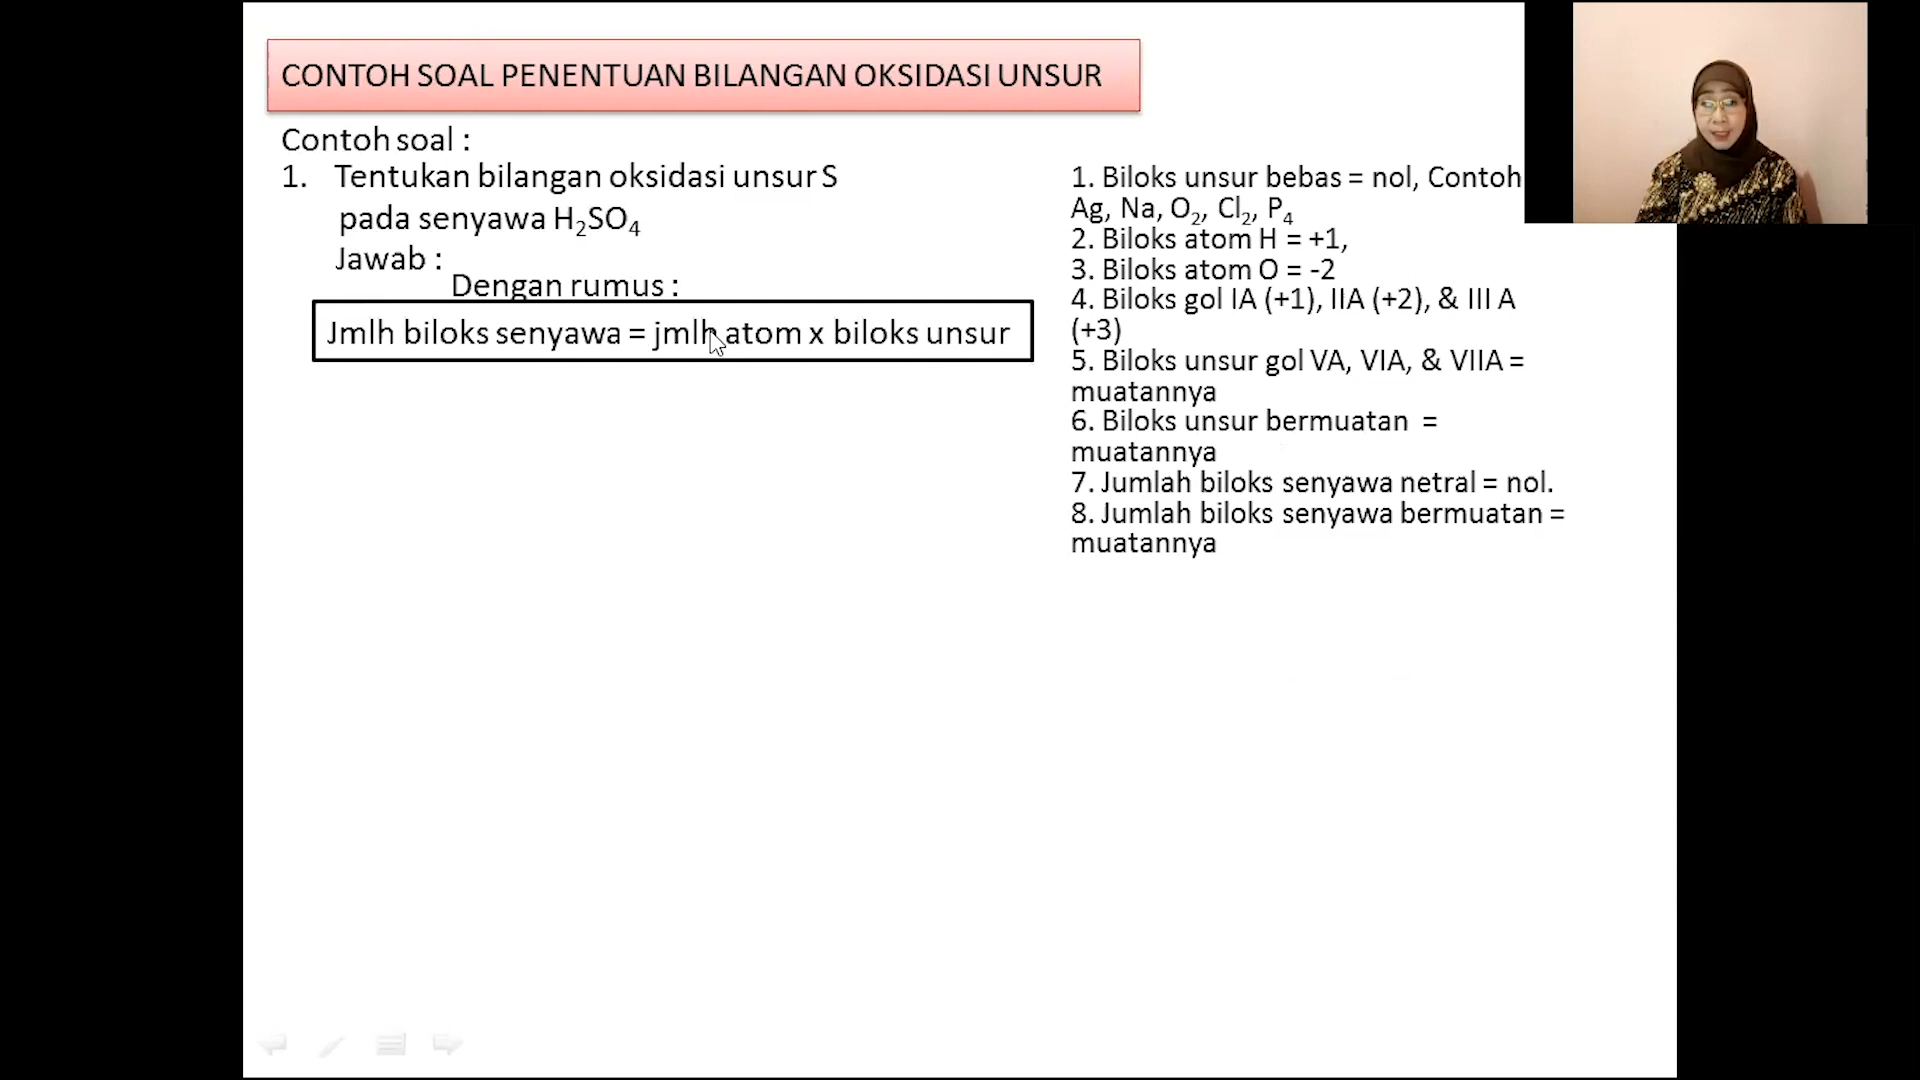 CONTOH SOAL PENENTUAN BILANGAN OKSIDASI UNSUR
Contoh soal :
1. Tentukan bilangan oksidasi unsur S
pada senyawa H₂SO₄
Jawab :
Dengan rumus :
Jmlh biloks senyawa = jmlh atom x biloks unsur
1. Biloks unsur bebas = nol, Contoh
Ag, Na, O₂, Cl₂, P₄
2. Biloks atom H = +1,
3. Biloks atom O = -2
4. Biloks gol IA (+1), IIA (+2), & III A
(+3)
5. Biloks unsur gol VA, VIA, & VIIA =
muatannya
6. Biloks unsur bermuatan =
muatannya
7. Jumlah biloks senyawa netral = nol.
8. Jumlah biloks senyawa bermuatan =
muatannya